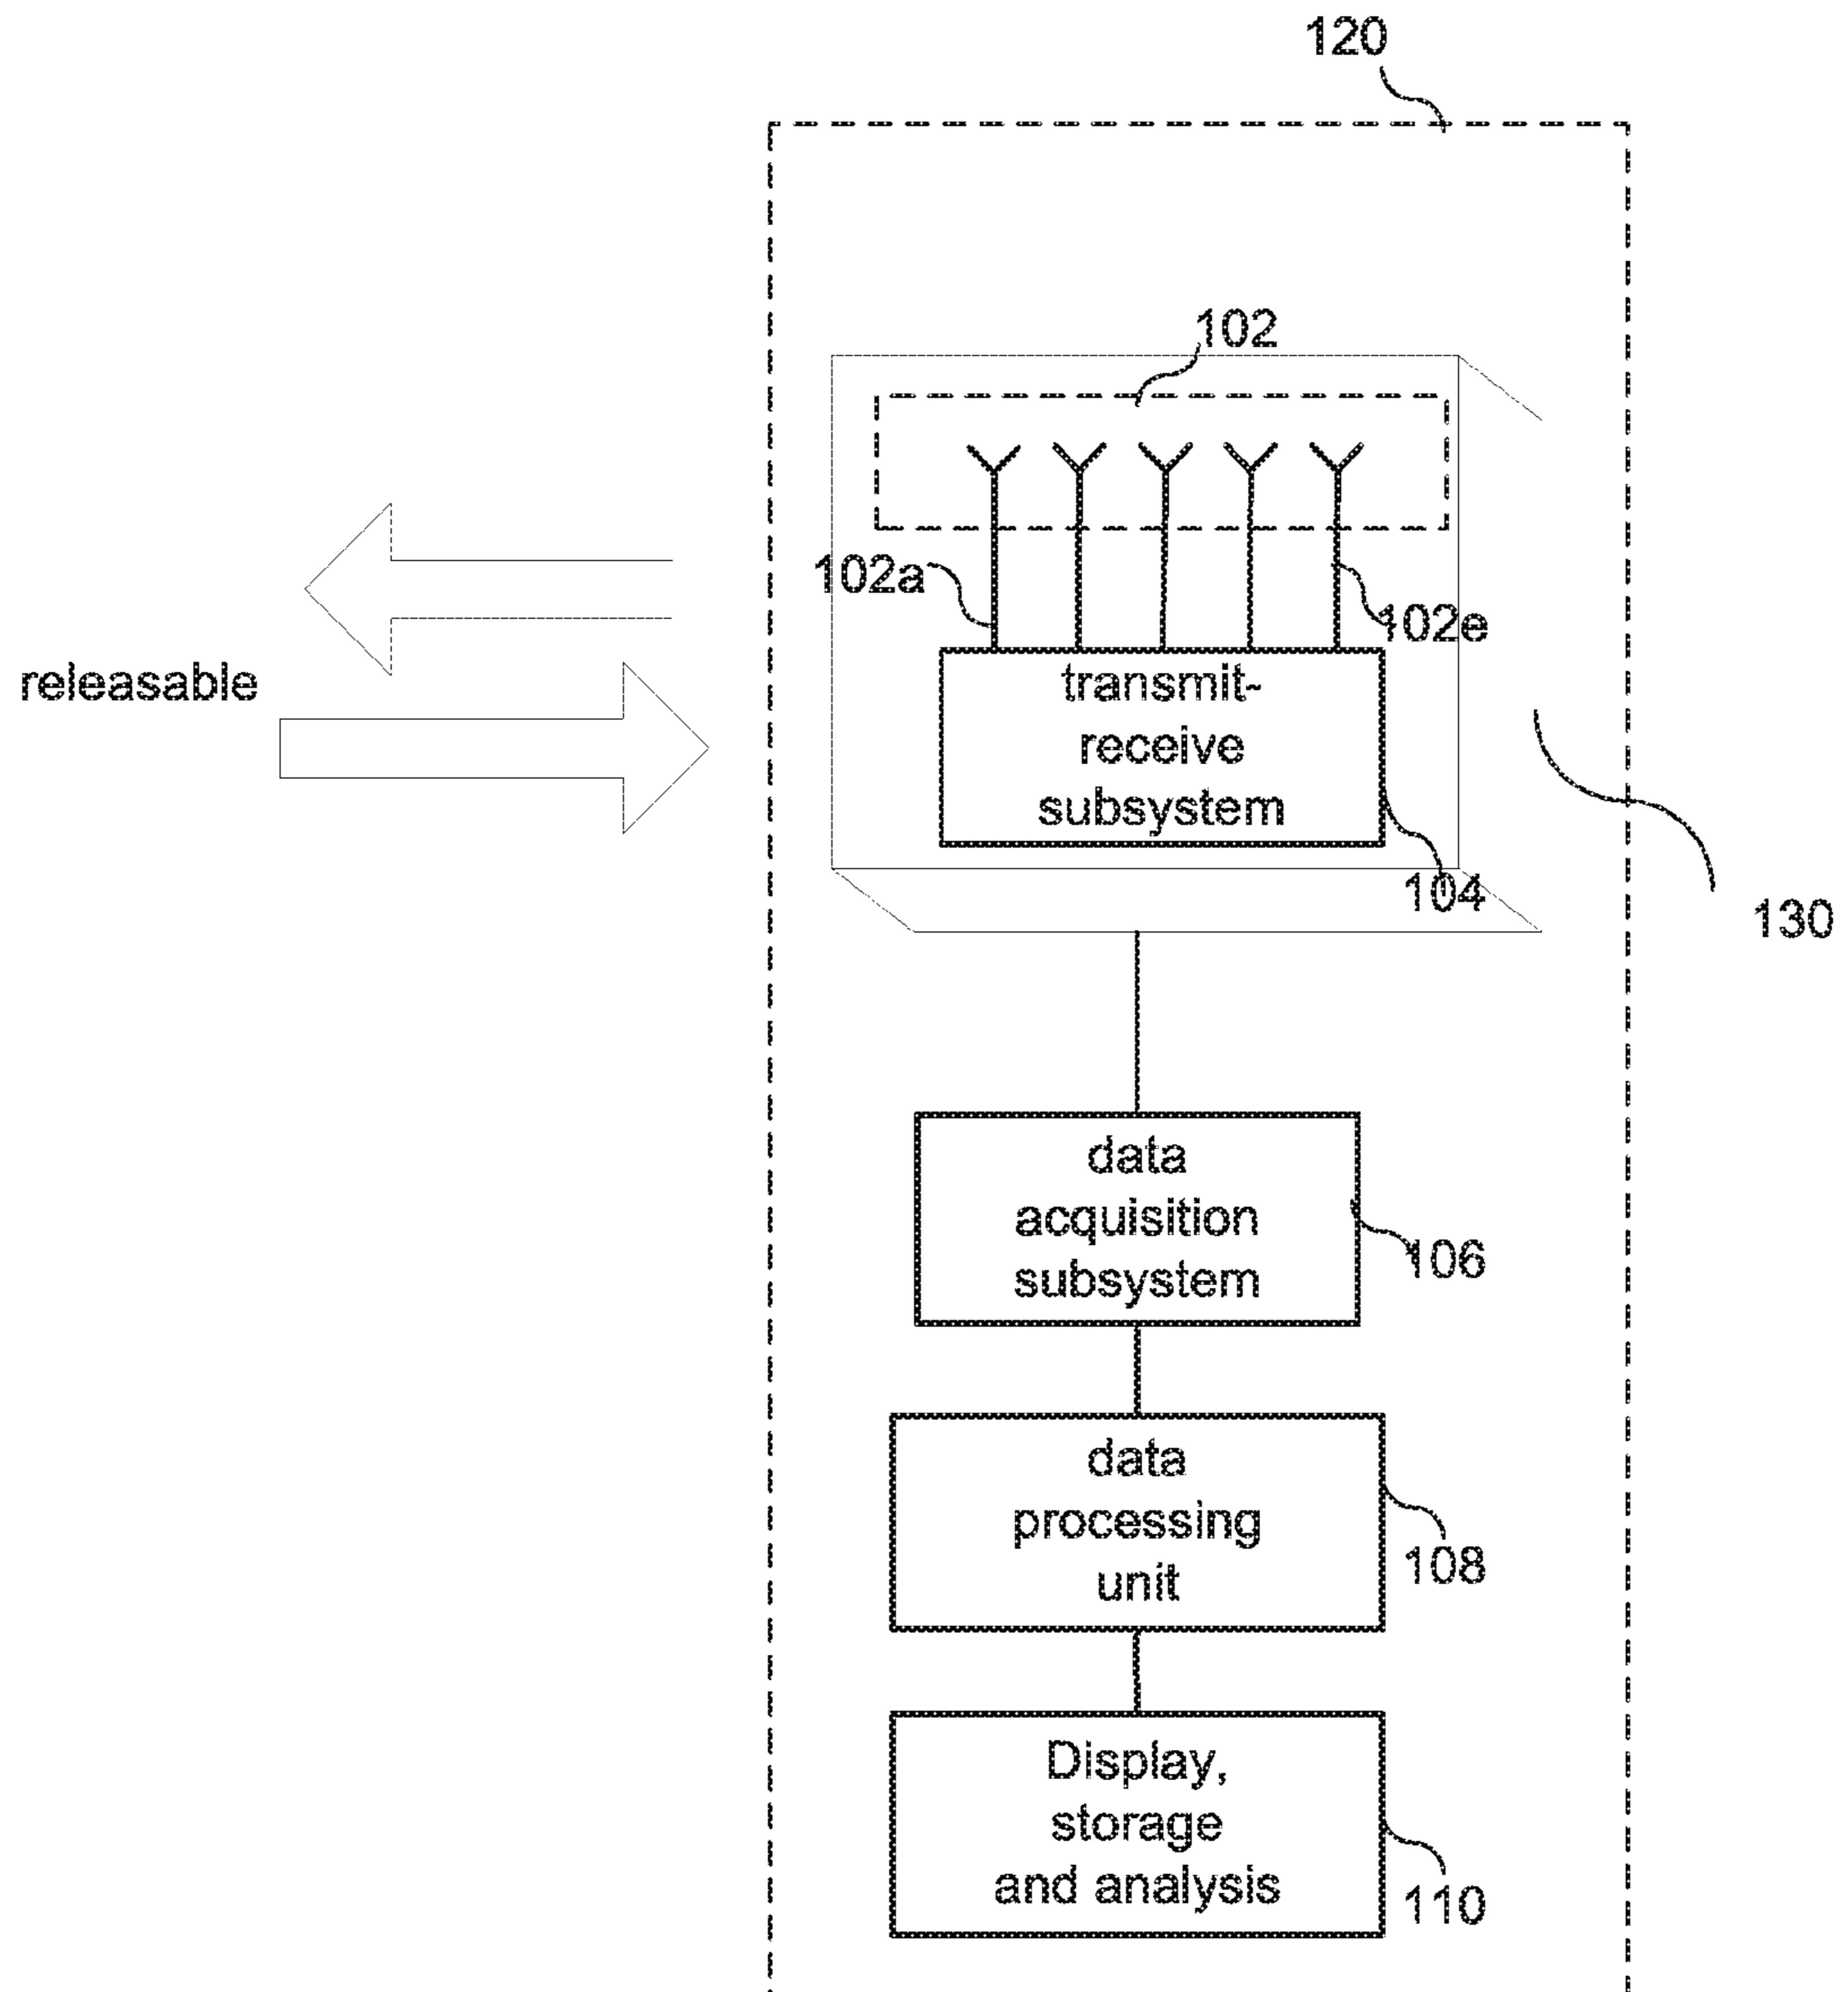 120
102
102a
102e
releasable
transmit-
receive
subsystem
104
130
data
acquisition
subsystem
106
data
processing
unit
108
Display,
storage
and analysis
110